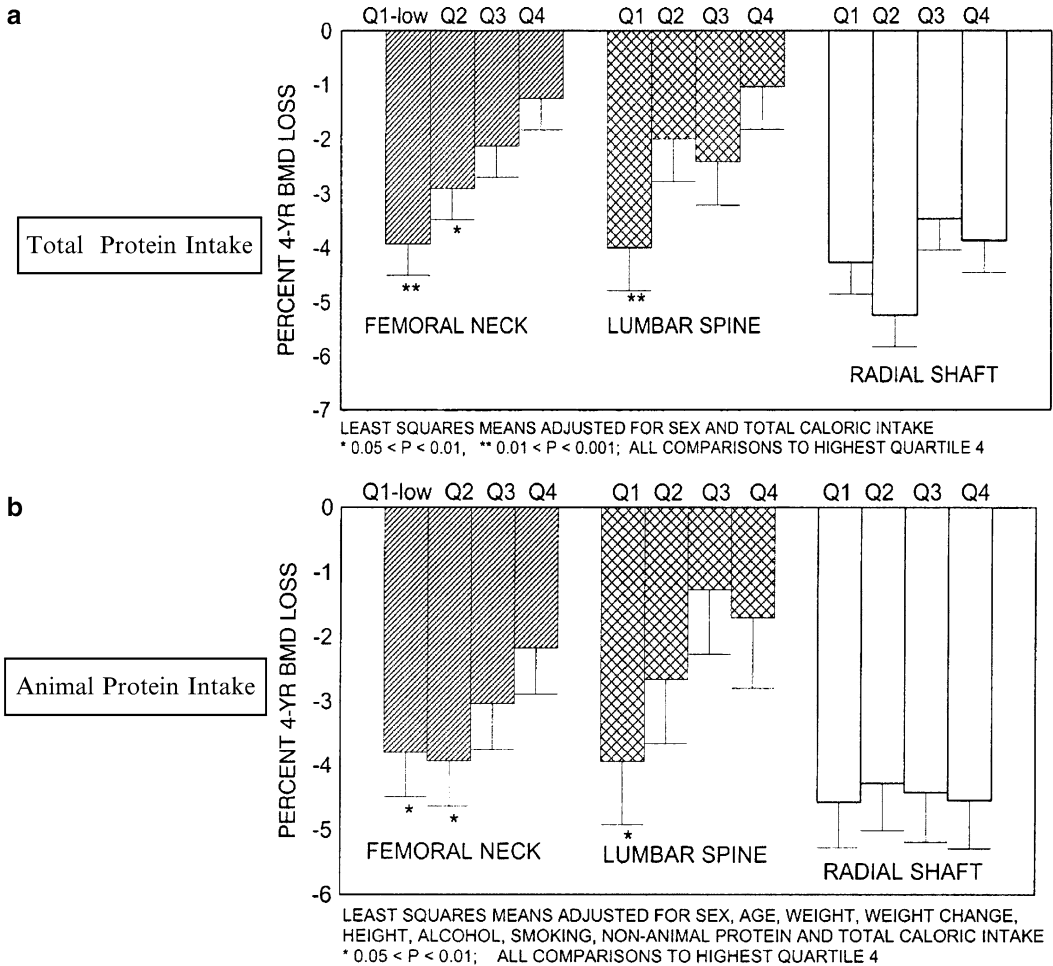 a
Q1-low Q2 Q3 Q4 Q1 Q2 Q3 Q4 Q1 Q2 Q3 Q4
0
-1
-2
-3
-4
-5
-6
-7
PERCENT 4-YR BMD LOSS
Total Protein Intake
**
*
**
FEMORAL NECK
LUMBAR SPINE
RADIAL SHAFT
LEAST SQUARES MEANS ADJUSTED FOR SEX AND TOTAL CALORIC INTAKE
* 0.05 < P < 0.01, ** 0.01 < P < 0.001; ALL COMPARISONS TO HIGHEST QUARTILE 4
b
Q1-low Q2 Q3 Q4 Q1 Q2 Q3 Q4 Q1 Q2 Q3 Q4
0
-1
-2
-3
-4
-5
-6
PERCENT 4-YR BMD LOSS
Animal Protein Intake
*
*
*
FEMORAL NECK
LUMBAR SPINE
RADIAL SHAFT
LEAST SQUARES MEANS ADJUSTED FOR SEX, AGE, WEIGHT, WEIGHT CHANGE,
HEIGHT, ALCOHOL, SMOKING, NON-ANIMAL PROTEIN AND TOTAL CALORIC INTAKE
* 0.05 < P < 0.01; ALL COMPARISONS TO HIGHEST QUARTILE 4